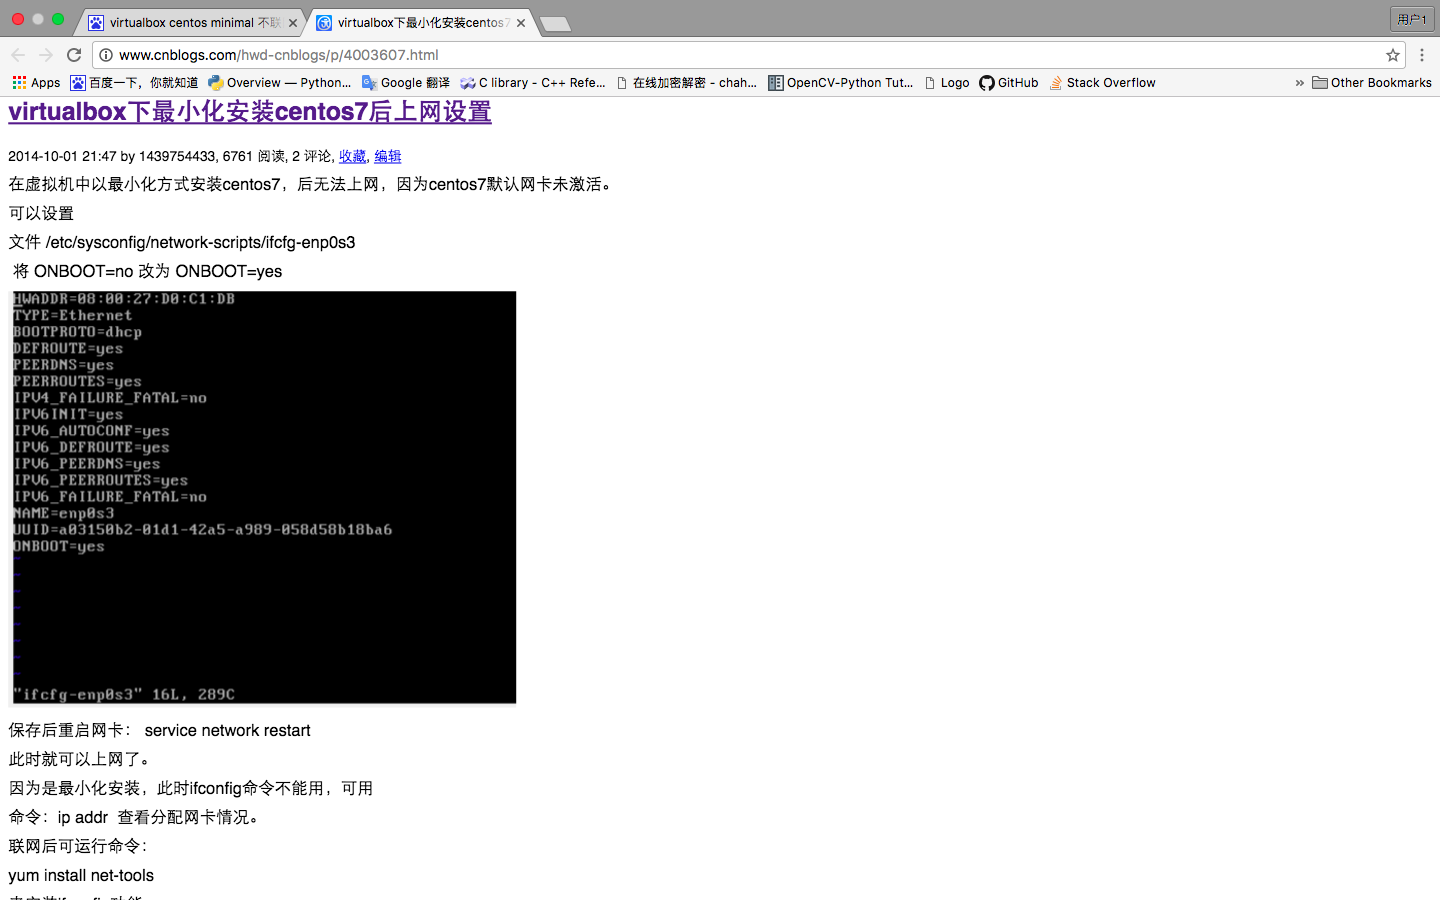 virtualbox centos minimal 不联
virtualbox下最小化安装centos7
用户1
www.cnblogs.com/hwd-cnblogs/p/4003607.html
Apps 百度一下，你就知道 Overview — Python... Google 翻译 C library - C++ Refe... 在线加密解密 - chah... OpenCV-Python Tut... Logo GitHub Stack Overflow » Other Bookmarks
virtualbox下最小化安装centos7后上网设置
2014-10-01 21:47 by 1439754433, 6761 阅读, 2 评论, 收藏, 编辑
在虚拟机中以最小化方式安装centos7，后无法上网，因为centos7默认网卡未激活。
可以设置
文件 /etc/sysconfig/network-scripts/ifcfg-enp0s3
将 ONBOOT=no 改为 ONBOOT=yes
HWADDR=08:00:27:D0:C1:DB
TYPE=Ethernet
BOOTPROTO=dhcp
DEFROUTE=yes
PEERDNS=yes
PEERROUTES=yes
IPV4_FAILURE_FATAL=no
IPV6INIT=yes
IPV6_AUTOCONF=yes
IPV6_DEFROUTE=yes
IPV6_PEERDNS=yes
IPV6_PEERROUTES=yes
IPV6_FAILURE_FATAL=no
NAME=enp0s3
UUID=a03150b2-01d1-42a5-a989-058d58b18ba6
ONBOOT=yes
"ifcfg-enp0s3" 16L, 289C
保存后重启网卡： service network restart
此时就可以上网了。
因为是最小化安装，此时ifconfig命令不能用，可用
命令：ip addr 查看分配网卡情况。
联网后可运行命令：
yum install net-tools